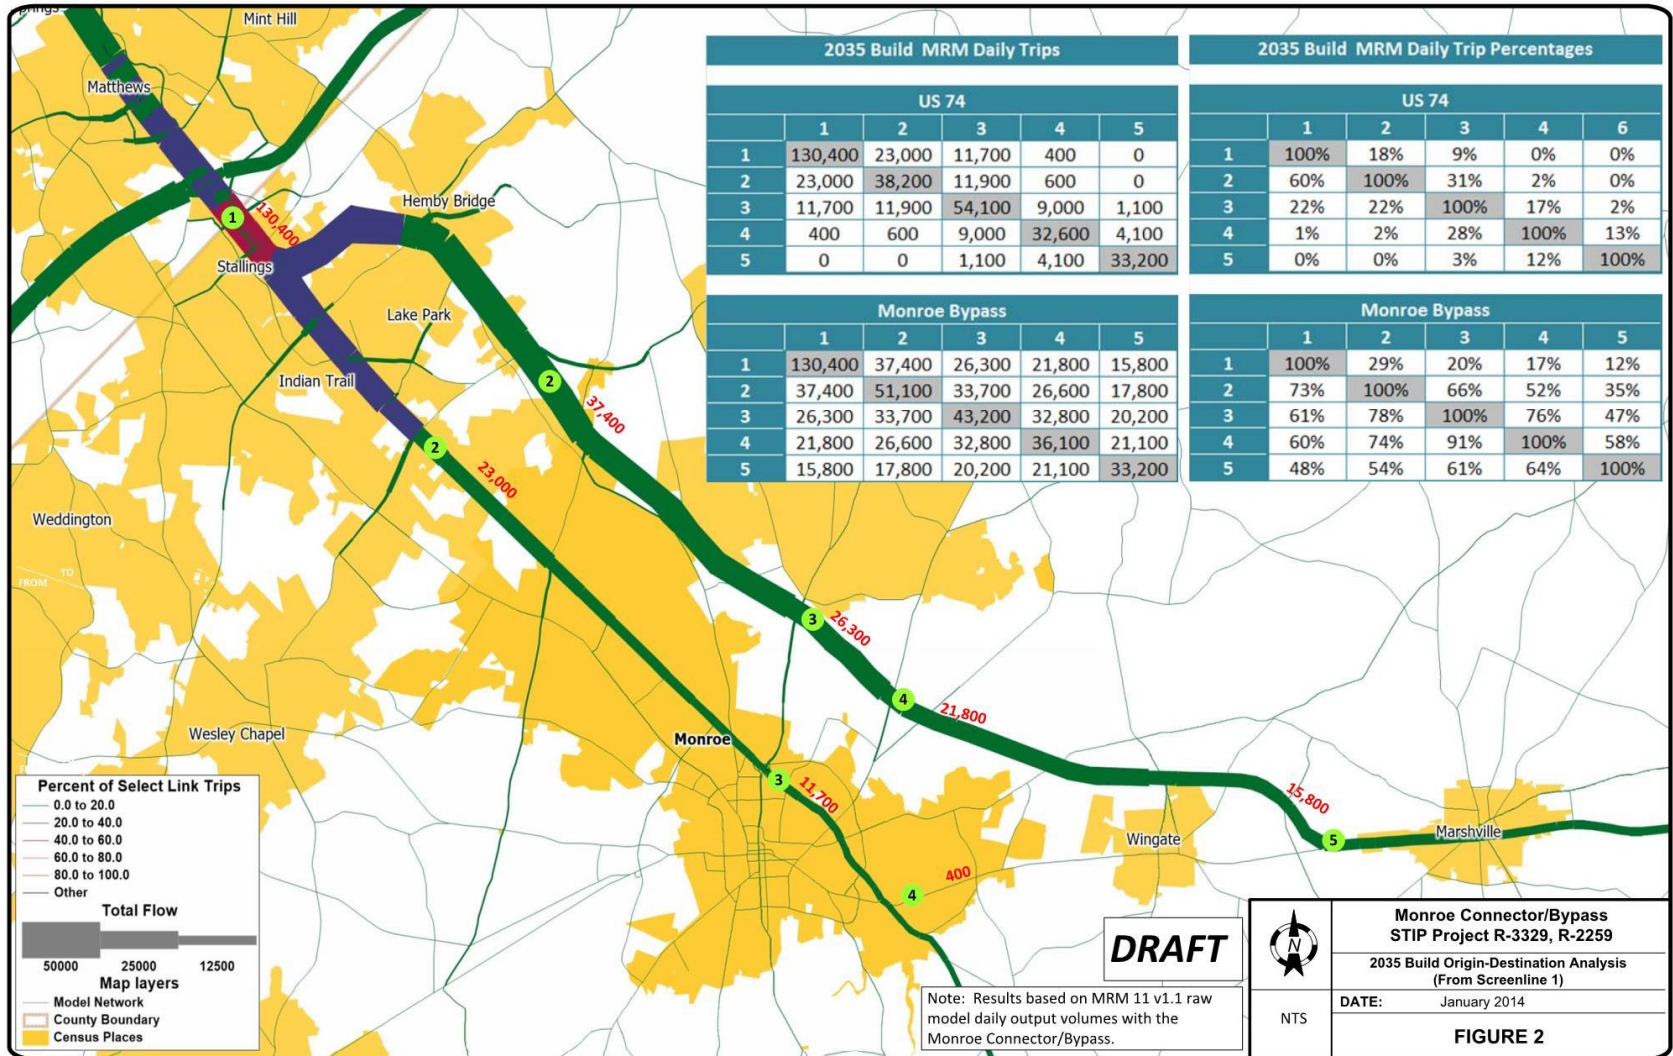 Mint Hill
Matthews
Hemby Bridge
1
130,400
Stallings
Lake Park
Indian Trail
2
37,400
2
23,000
Weddington
FROM TO
3
26,300
4
21,800
Wesley Chapel
Monroe
3
11,700
15,800
5
Marshville
Wingate
4
400
2035 Build MRM Daily Trips
US 74
1 2 3 4 5
1 130,400 23,000 11,700 400 0
2 23,000 38,200 11,900 600 0
3 11,700 11,900 54,100 9,000 1,100
4 400 600 9,000 32,600 4,100
5 0 0 1,100 4,100 33,200
Monroe Bypass
1 2 3 4 5
1 130,400 37,400 26,300 21,800 15,800
2 37,400 51,100 33,700 26,600 17,800
3 26,300 33,700 43,200 32,800 20,200
4 21,800 26,600 32,800 36,100 21,100
5 15,800 17,800 20,200 21,100 33,200
2035 Build MRM Daily Trip Percentages
US 74
1 2 3 4 6
1 100% 18% 9% 0% 0%
2 60% 100% 31% 2% 0%
3 22% 22% 100% 17% 2%
4 1% 2% 28% 100% 13%
5 0% 0% 3% 12% 100%
Monroe Bypass
1 2 3 4 5
1 100% 29% 20% 17% 12%
2 73% 100% 66% 52% 35%
3 61% 78% 100% 76% 47%
4 60% 74% 91% 100% 58%
5 48% 54% 61% 64% 100%
Percent of Select Link Trips
0.0 to 20.0
20.0 to 40.0
40.0 to 60.0
60.0 to 80.0
80.0 to 100.0
Other
Total Flow
50000 25000 12500
Map layers
Model Network
County Boundary
Census Places
DRAFT
Note: Results based on MRM 11 v1.1 raw
model daily output volumes with the
Monroe Connector/Bypass.
N
NTS
Monroe Connector/Bypass
STIP Project R-3329, R-2259
2035 Build Origin-Destination Analysis
(From Screenline 1)
DATE: January 2014
FIGURE 2